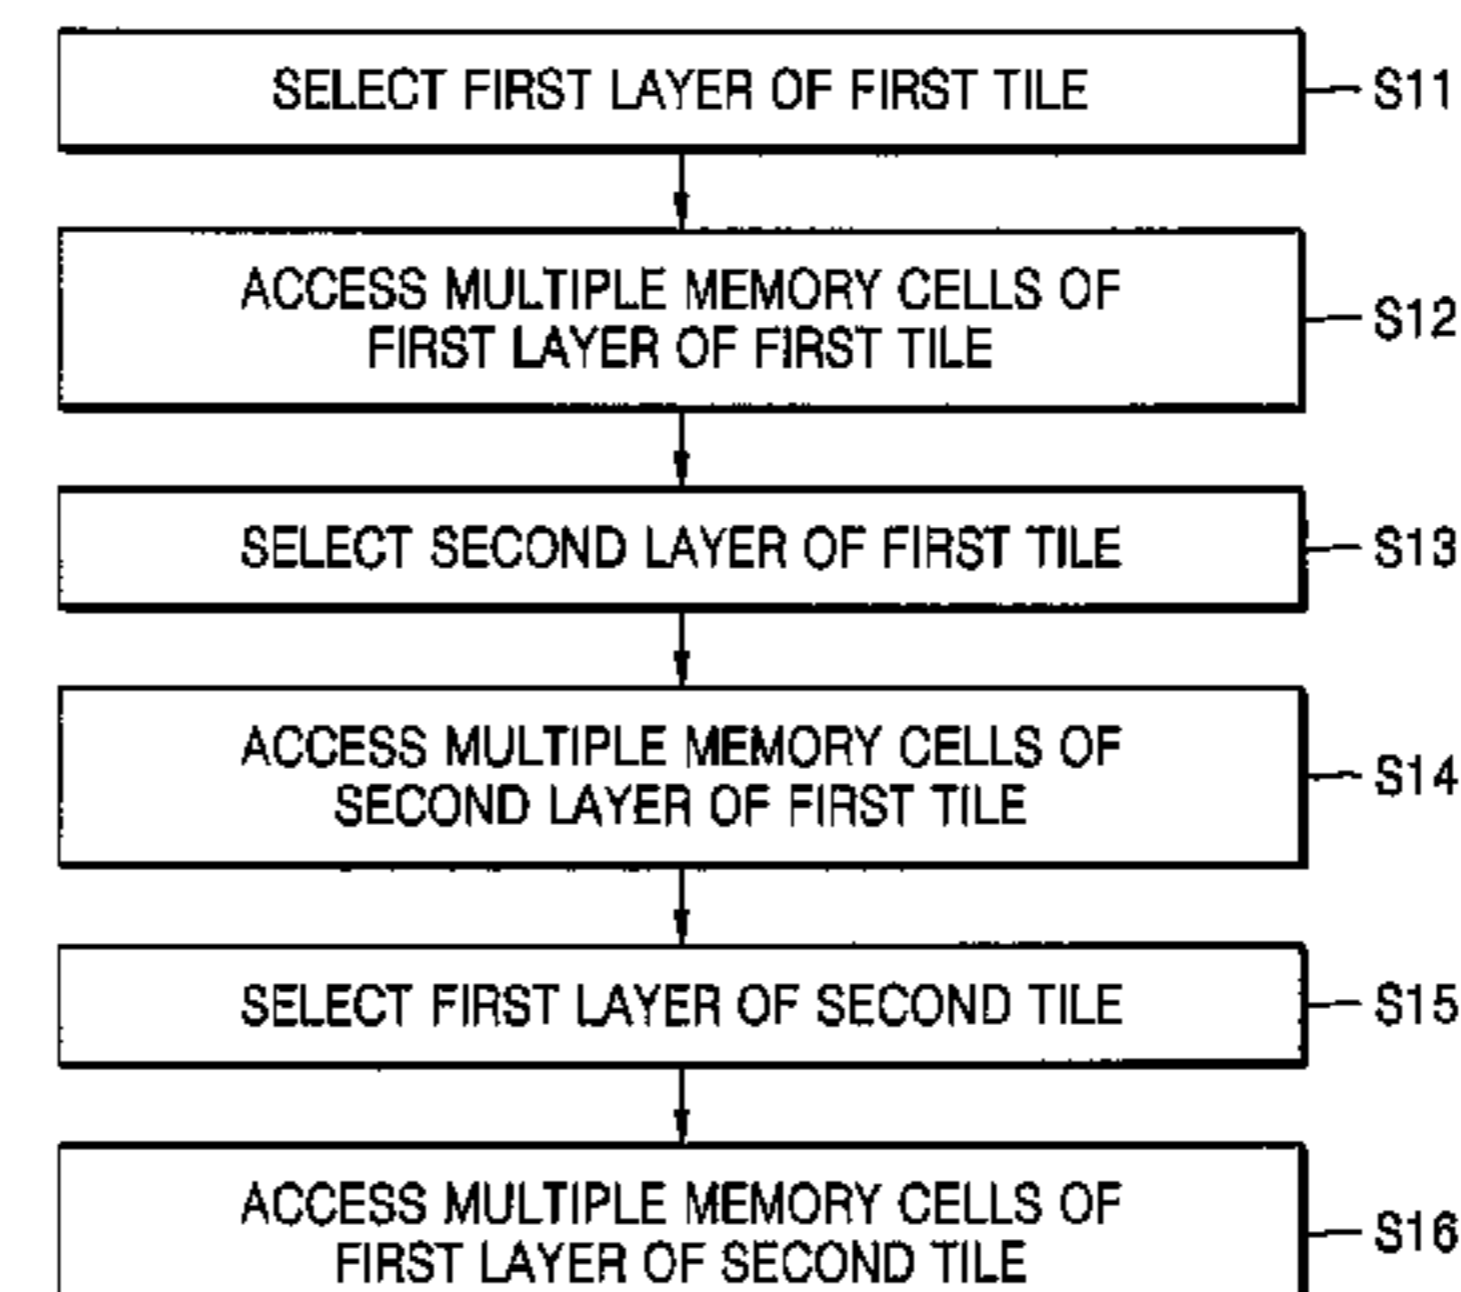 SELECT FIRST LAYER OF FIRST TILE
S11
ACCESS MULTIPLE MEMORY CELLS OF
FIRST LAYER OF FIRST TILE
S12
SELECT SECOND LAYER OF FIRST TILE
S13
ACCESS MULTIPLE MEMORY CELLS OF
SECOND LAYER OF FIRST TILE
S14
SELECT FIRST LAYER OF SECOND TILE
S15
ACCESS MULTIPLE MEMORY CELLS OF
FIRST LAYER OF SECOND TILE
S16